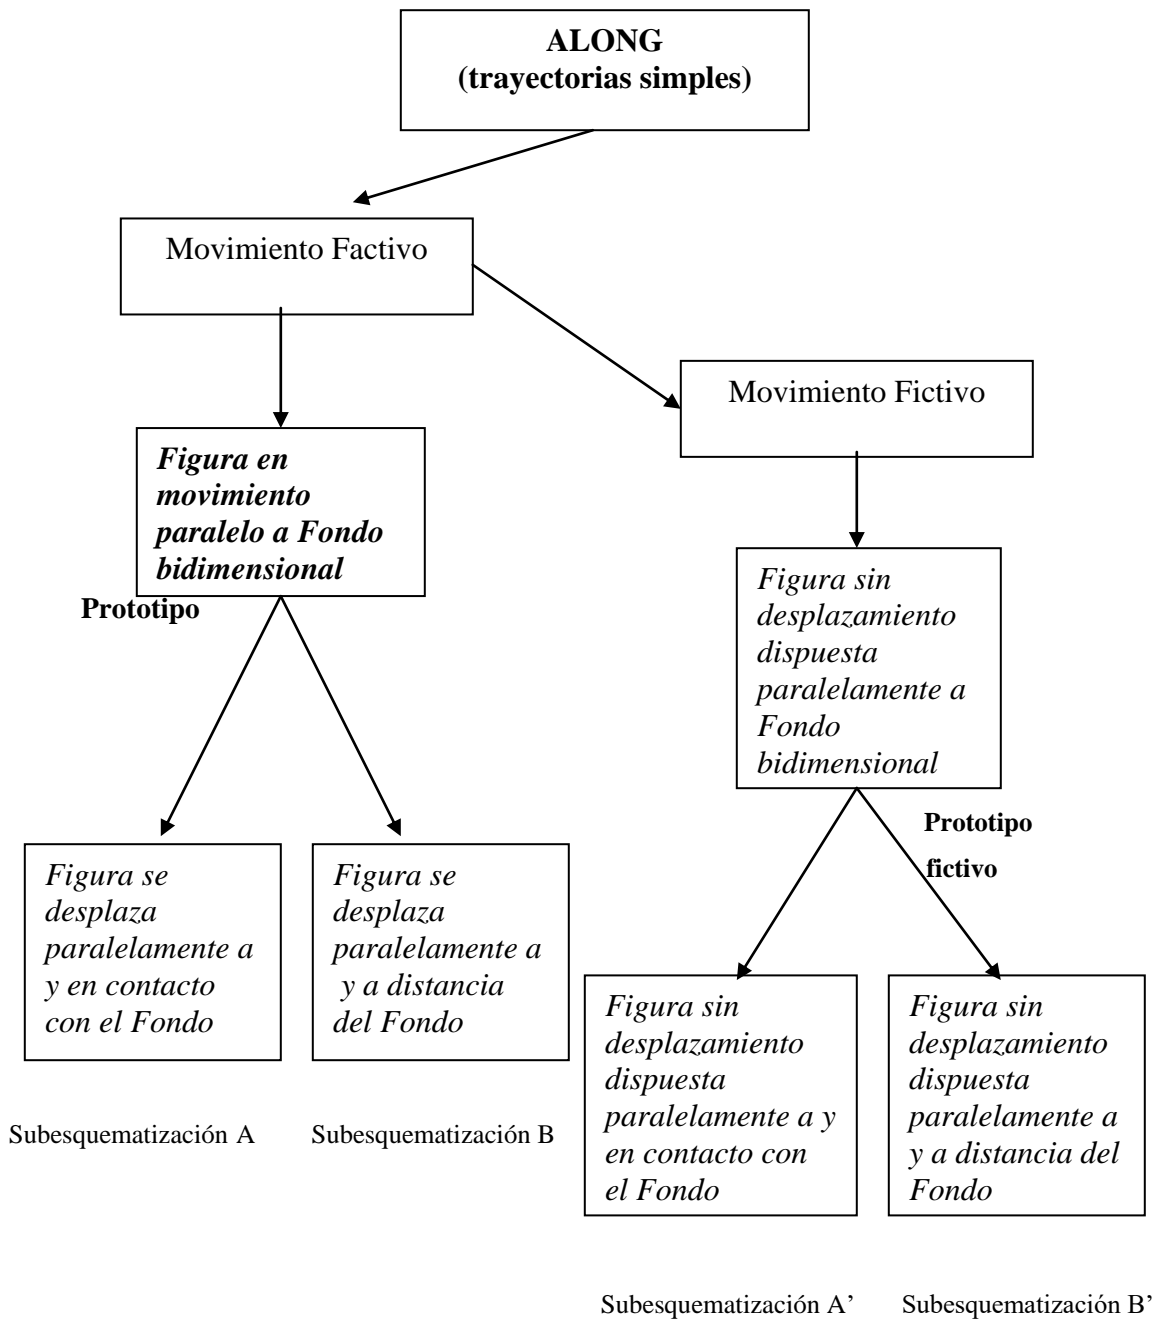 ALONG
(trayectorias simples)
Movimiento Factivo
Movimiento Fictivo
Figura en
movimiento
paralelo a Fondo
bidimensional
Prototipo
Figura sin
desplazamiento
dispuesta
paralelamente a
Fondo
bidimensional
Prototipo
fictivo
Figura se
desplaza
paralelamente a
y en contacto
con el Fondo
Figura se
desplaza
paralelamente a
y a distancia
del Fondo
Figura sin
desplazamiento
dispuesta
paralelamente a y
en contacto con
el Fondo
Figura sin
desplazamiento
dispuesta
paralelamente a
y a distancia del
Fondo
Subesquematización A
Subesquematización B
Subesquematización A’
Subesquematización B’